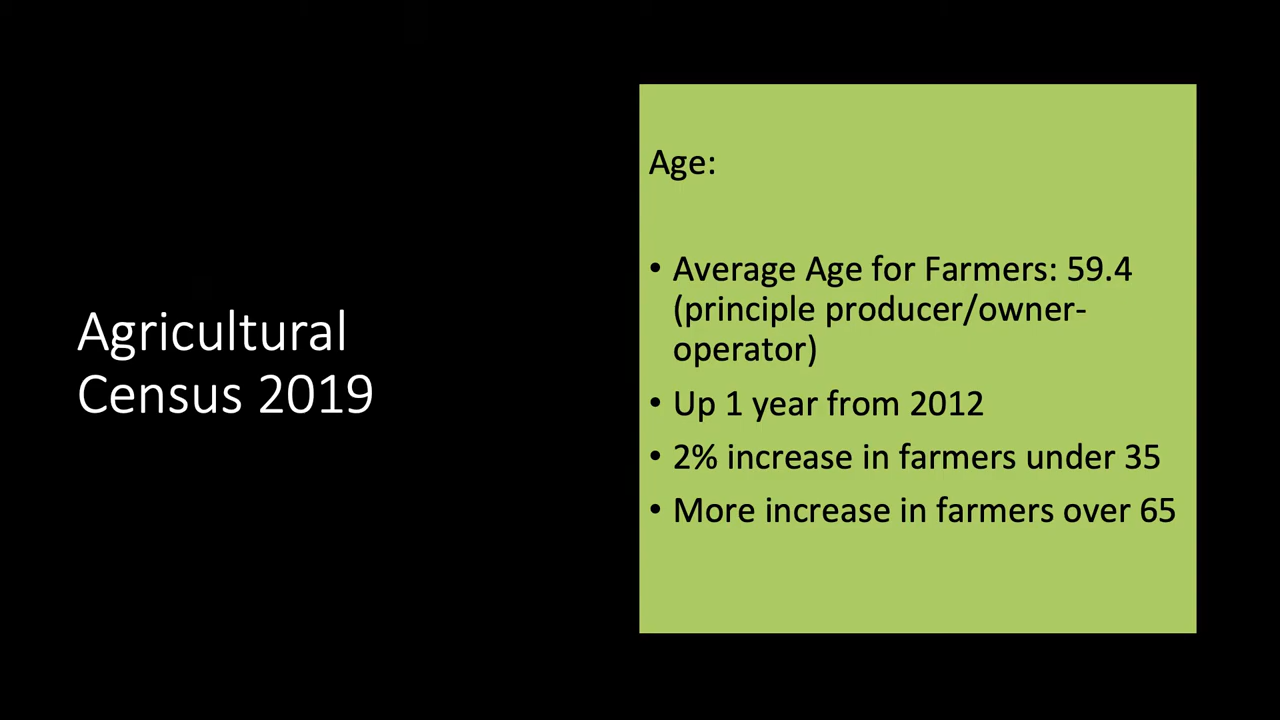 Agricultural
Census 2019
Age:
• Average Age for Farmers: 59.4
(principle producer/owner-
operator)
• Up 1 year from 2012
• 2% increase in farmers under 35
• More increase in farmers over 65